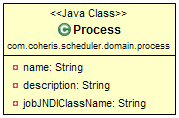 <<Java Class>>
Process
com.coheris.scheduler.domain.process
name: String
description: String
jobJNDIClassName: String